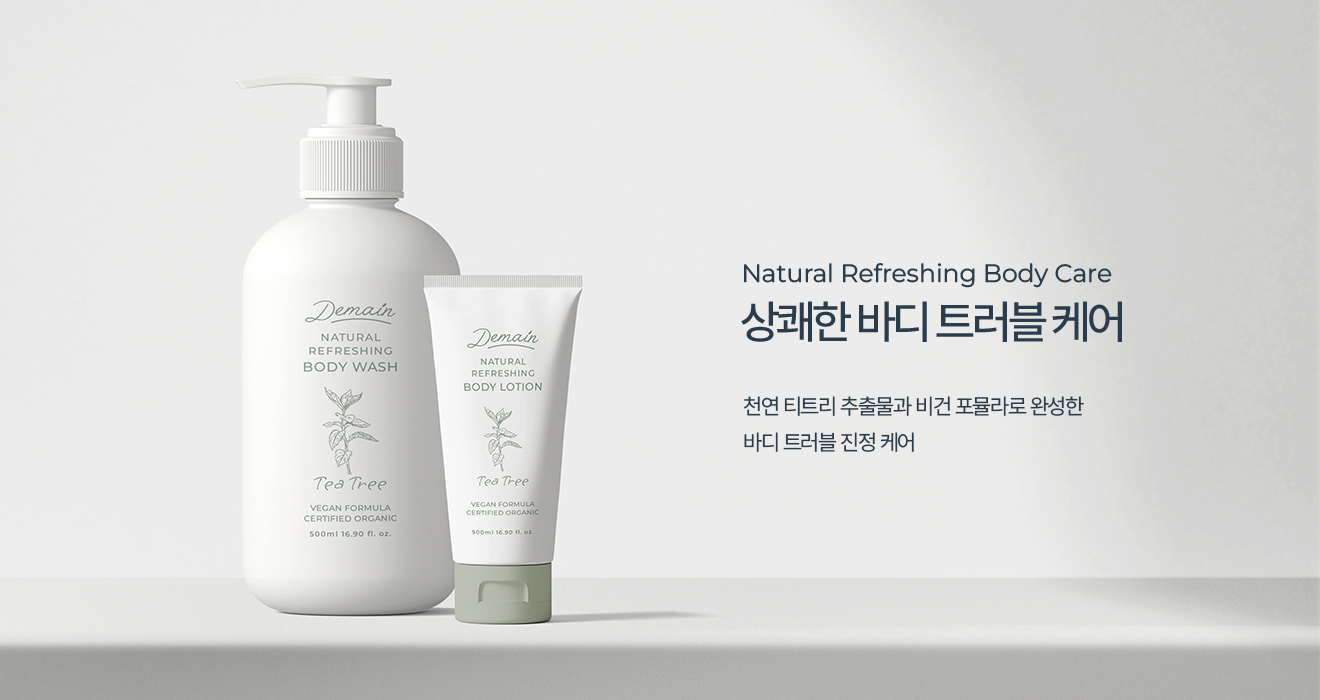 Demain
NATURAL
REFRESHING
BODY WASH
Tea Tree
VEGAN FORMULA
CERTIFIED ORGANIC
500ml 16.90 fl. oz.
Demain
NATURAL
REFRESHING
BODY LOTION
Tea Tree
VEGAN FORMULA
CERTIFIED ORGANIC
500ml 16.90 fl. oz.
Natural Refreshing Body Care
상쾌한 바디 트러블 케어
천연 티트리 추출물과 비건 포뮬라로 완성한
바디 트러블 진정 케어